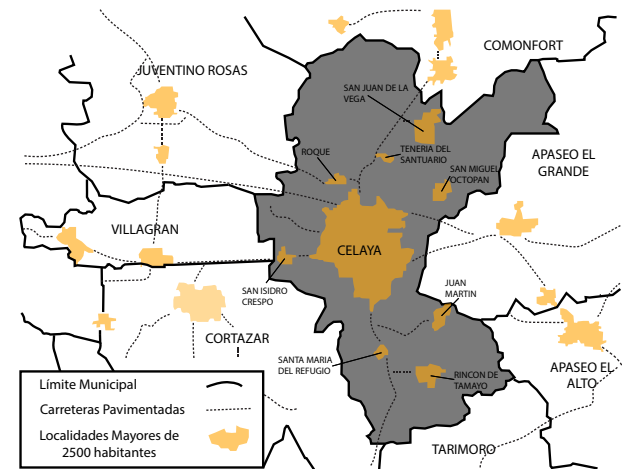 COMONFORT
JUVENTINO ROSAS
SAN JUAN DE LA
VEGA
ROQUE
TENERIA DEL
SANTUARIO
APASEO EL
GRANDE
SAN MIGUEL
OCTOPAN
VILLAGRAN
CELAYA
SAN ISIDRO
CRESPO
JUAN
MARTIN
CORTAZAR
SANTA MARIA
DEL REFUGIO
RINCON DE
TAMAYO
APASEO EL
ALTO
TARIMORO
Límite Municipal
Carreteras Pavimentadas
Localidades Mayores de
2500 habitantes